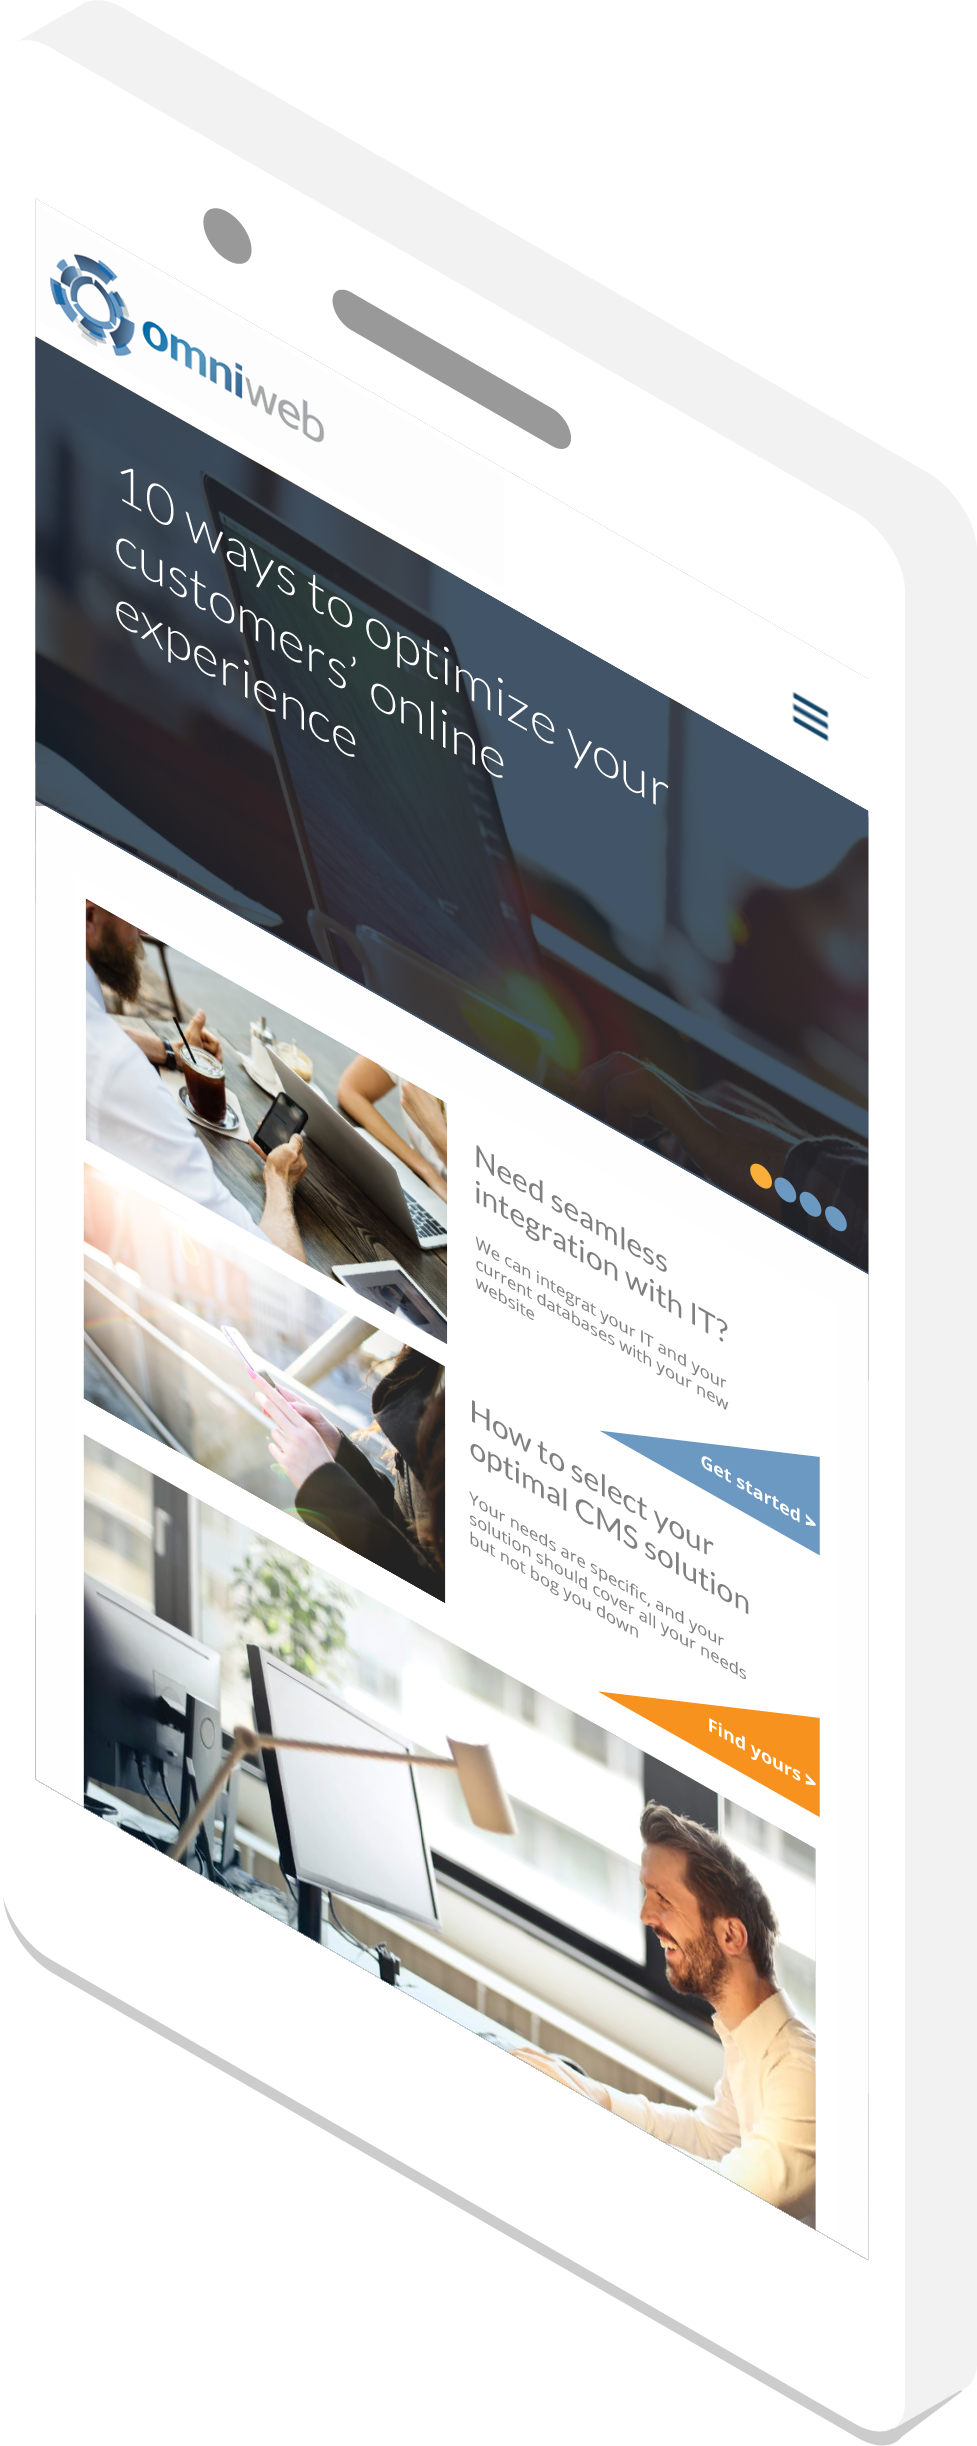 omniweb
10 ways to optimize your
customers’ online
experience
Need seamless
integration with IT?
We can integrat your IT and your
current databases with your new
website
Get started >
How to select your
optimal CMS solution
Your needs are specific, and your
solution should cover all your needs
but not bog you down
Find yours >